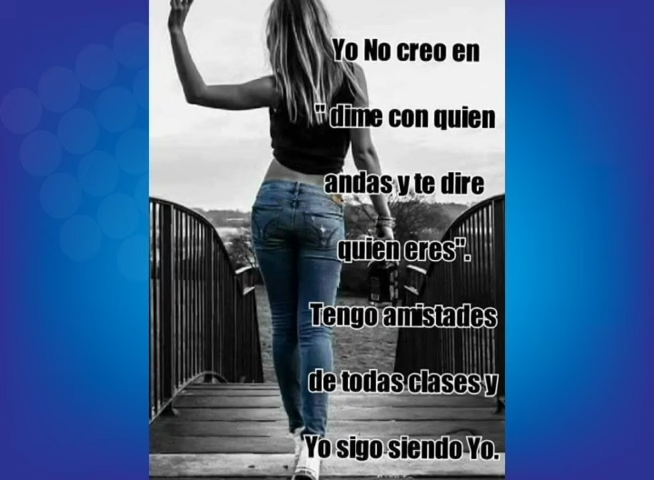 Yo No creo en
" dime con quien
andas y te dire
quien eres".
Tengo amistades
de todas clases y
Yo sigo siendo Yo.